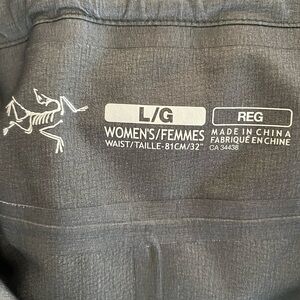 L/G
REG
WOMEN'S/FEMMES
WAIST/TAILLE-81CM/32"
MADE IN CHINA
FABRIQUÉ EN CHINE
CA 34438